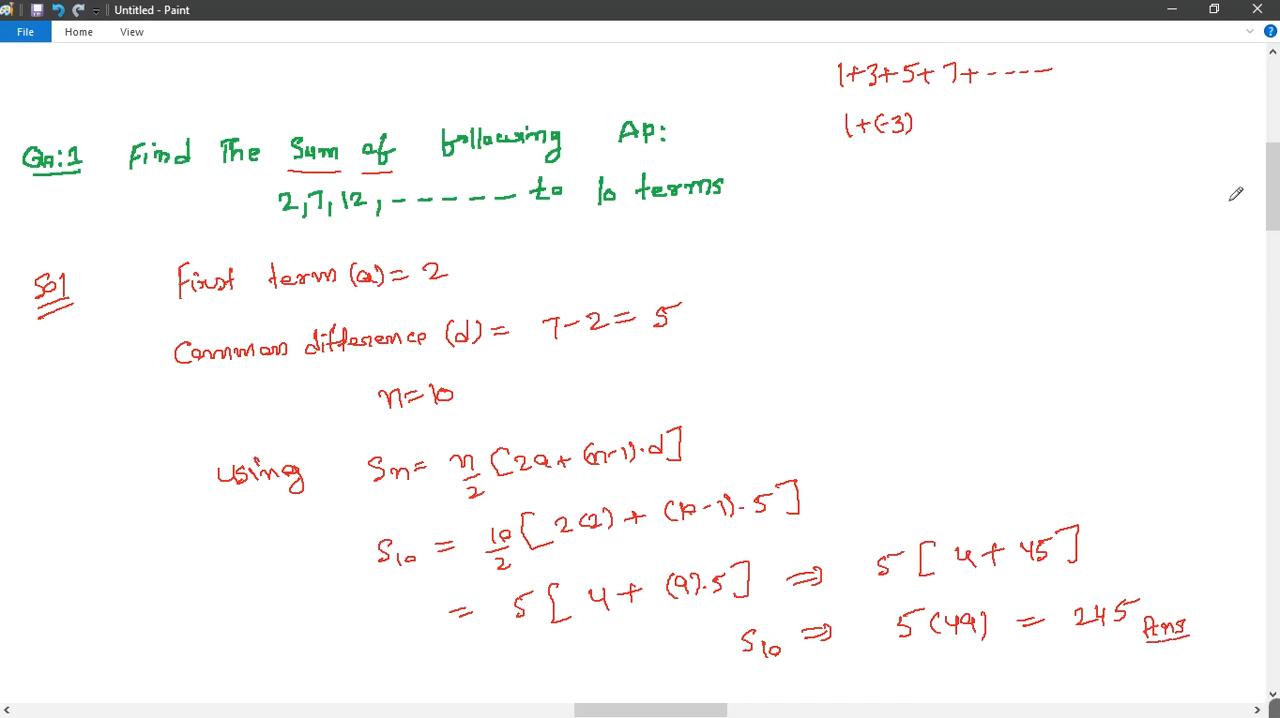 Untitled - Paint
File Home View
1+3+5+7+-----
1+(-3)
Qn:1 Find The Sum of following Ap:
2,7,12,------ to 10 terms
Sol First term (a)= 2
Common difference (d)= 7-2= 5
n=10
using Sn= n/2 [2a+(n-1).d]
S10 = 10/2 [2(2)+(10-1).5]
= 5[4+(9).5] ⇒ 5[4+45]
S10 ⇒ 5(49) = 245 Ans